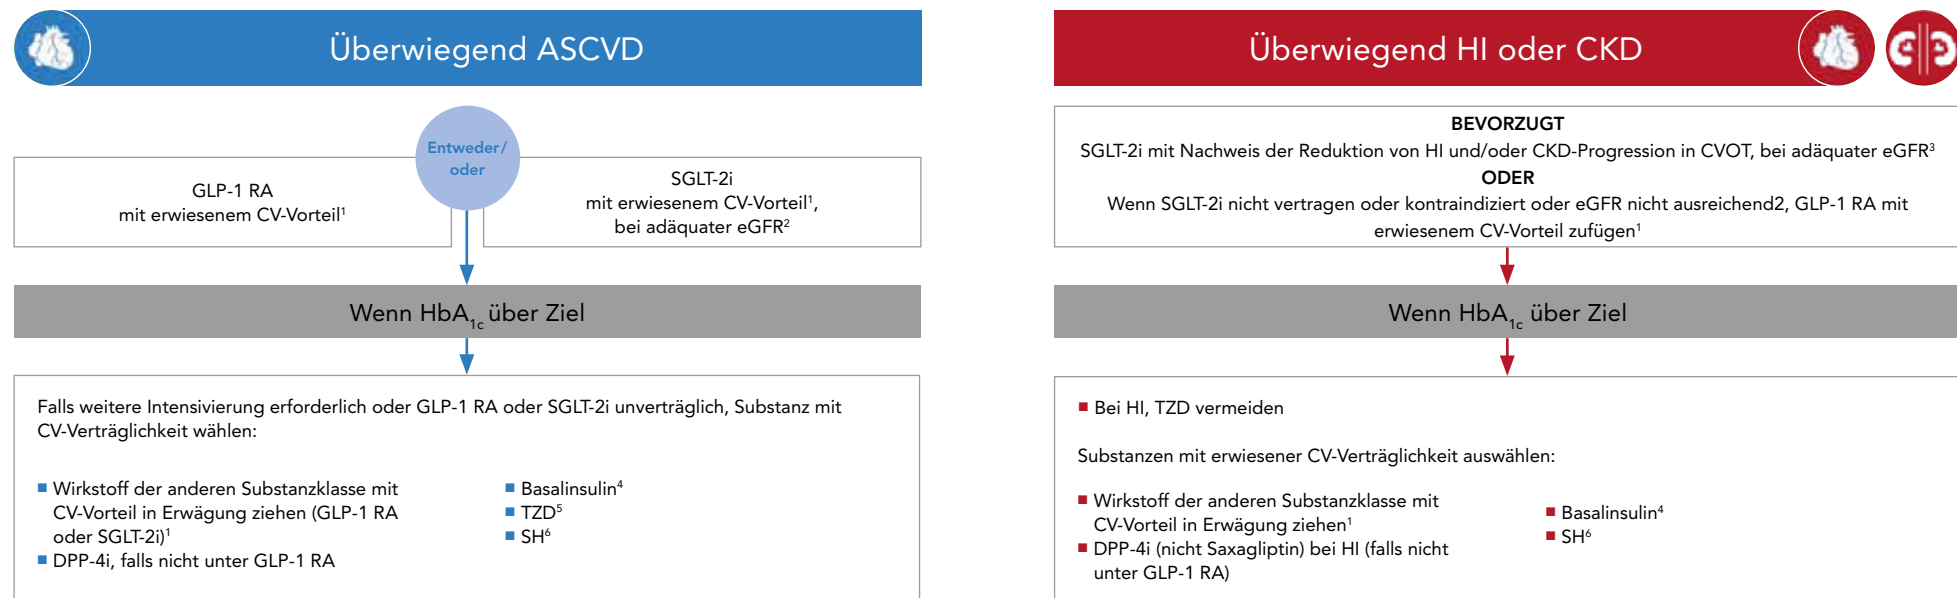 Überwiegend ASCVD
Entweder/
oder
GLP-1 RA
mit erwiesenem CV-Vorteil¹
SGLT-2i
mit erwiesenem CV-Vorteil¹,
bei adäquater eGFR²
Wenn HbA₁c über Ziel
Falls weitere Intensivierung erforderlich oder GLP-1 RA oder SGLT-2i unverträglich, Substanz mit
CV-Verträglichkeit wählen:
■ Wirkstoff der anderen Substanzklasse mit
CV-Vorteil in Erwägung ziehen (GLP-1 RA
oder SGLT-2i)¹
■ DPP-4i, falls nicht unter GLP-1 RA
■ Basalinsulin⁴
■ TZD⁵
■ SH⁶
Überwiegend HI oder CKD
BEVORZUGT
SGLT-2i mit Nachweis der Reduktion von HI und/oder CKD-Progression in CVOT, bei adäquater eGFR³
ODER
Wenn SGLT-2i nicht vertragen oder kontraindiziert oder eGFR nicht ausreichend2, GLP-1 RA mit
erwiesenem CV-Vorteil zufügen¹
Wenn HbA₁c über Ziel
■ Bei HI, TZD vermeiden
Substanzen mit erwiesener CV-Verträglichkeit auswählen:
■ Wirkstoff der anderen Substanzklasse mit
CV-Vorteil in Erwägung ziehen¹
■ DPP-4i (nicht Saxagliptin) bei HI (falls nicht
unter GLP-1 RA)
■ Basalinsulin⁴
■ SH⁶